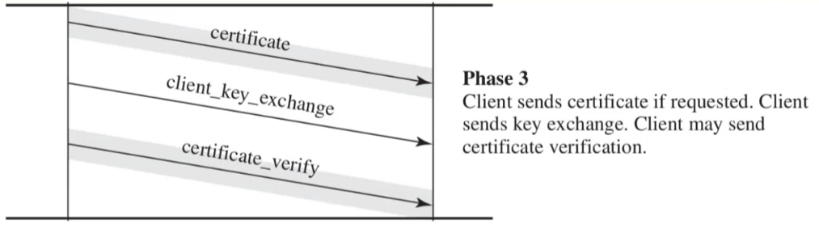 certificate
client_key_exchange
certificate_verify
Phase 3
Client sends certificate if requested. Client
sends key exchange. Client may send
certificate verification.